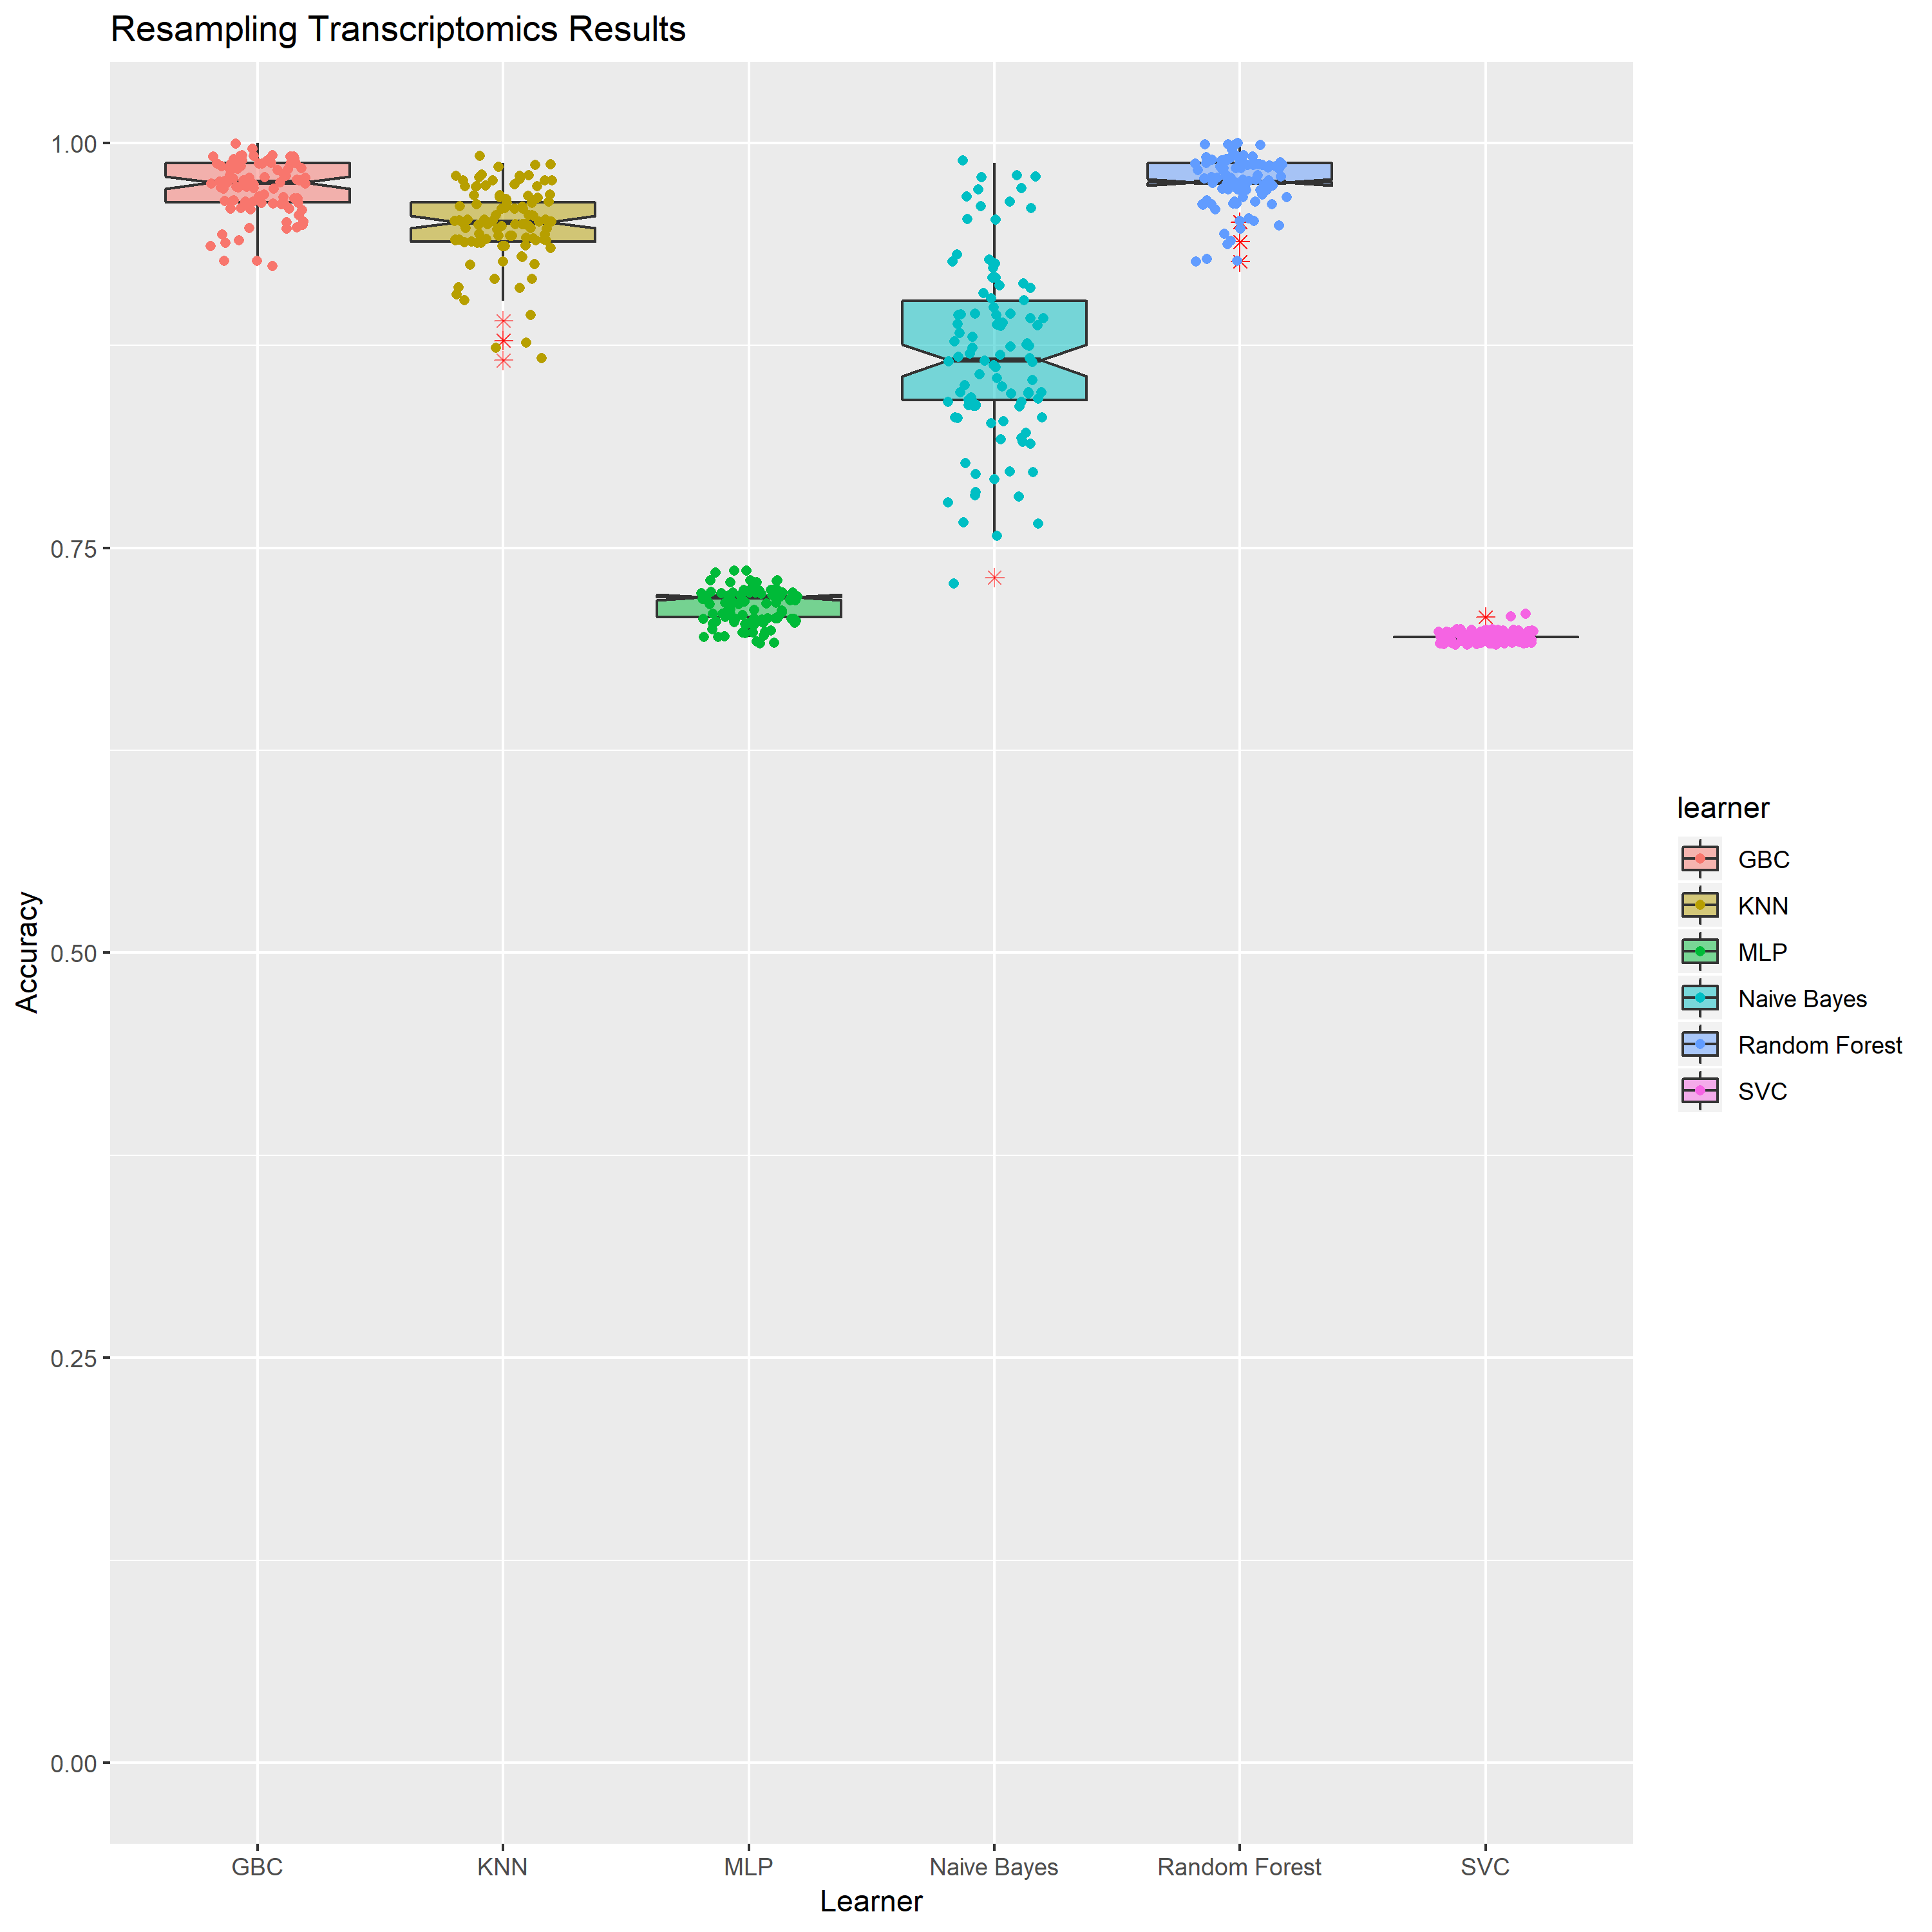 Resampling Transcriptomics Results
1.00
0.75
0.50
0.25
0.00
Accuracy
GBC
KNN
MLP
Naive Bayes
Random Forest
SVC
Learner
learner
GBC
KNN
MLP
Naive Bayes
Random Forest
SVC